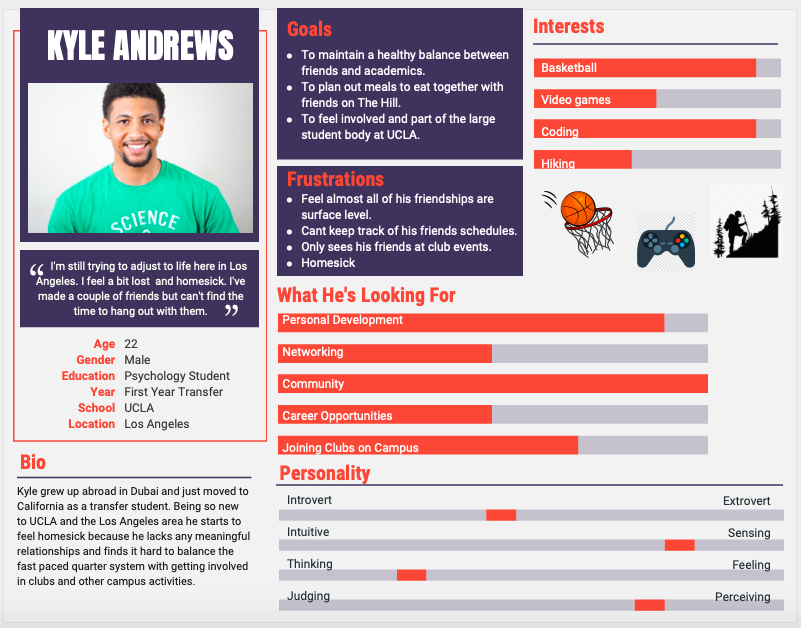 KYLE ANDREWS
SCIENCE
“ I'm still trying to adjust to life here in Los
Angeles. I feel a bit lost and homesick. I've
made a couple of friends but can't find the
time to hang out with them. ”
Age 22
Gender Male
Education Psychology Student
Year First Year Transfer
School UCLA
Location Los Angeles
Bio
Kyle grew up abroad in Dubai and just moved to
California as a transfer student. Being so new
to UCLA and the Los Angeles area he starts to
feel homesick because he lacks any meaningful
relationships and finds it hard to balance the
fast paced quarter system with getting involved
in clubs and other campus activities.
Goals
• To maintain a healthy balance between
friends and academics.
• To plan out meals to eat together with
friends on The Hill.
• To feel involved and part of the large
student body at UCLA.
Frustrations
• Feel almost all of his friendships are
surface level.
• Cant keep track of his friends schedules.
• Only sees his friends at club events.
• Homesick
Interests
Basketball
Video games
Coding
Hiking
What He's Looking For
Personal Development
Networking
Community
Career Opportunities
Joining Clubs on Campus
Personality
Introvert Extrovert
Intuitive Sensing
Thinking Feeling
Judging Perceiving